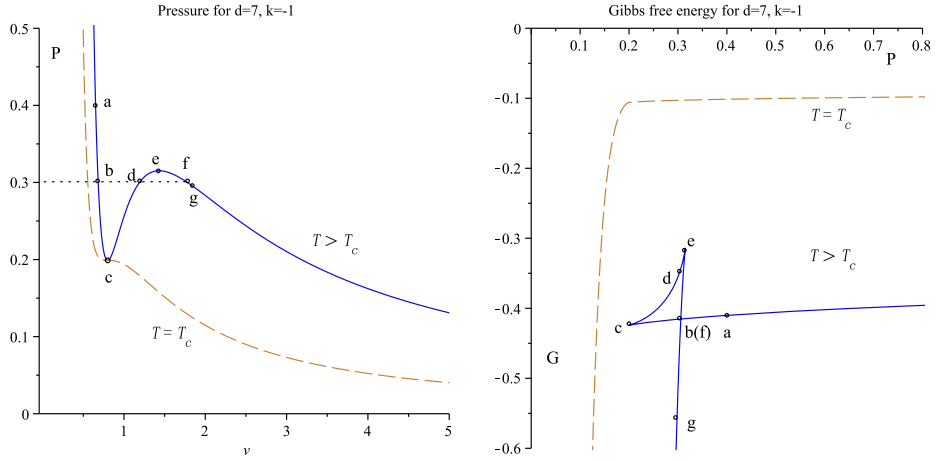 Pressure for d=7, k=-1
0.5
P
0.4
a
0.3
b
d
e
f
g
0.2
c
T > T_c
T = T_c
0.1
0
1
2
3
4
5
v
Gibbs free energy for d=7, k=-1
0
0.1
0.2
0.3
0.4
0.5
0.6
0.7
0.8
P
-0.1
T = T_c
-0.2
-0.3
e
d
T > T_c
-0.4
c
b(f)
a
G
-0.5
g
-0.6